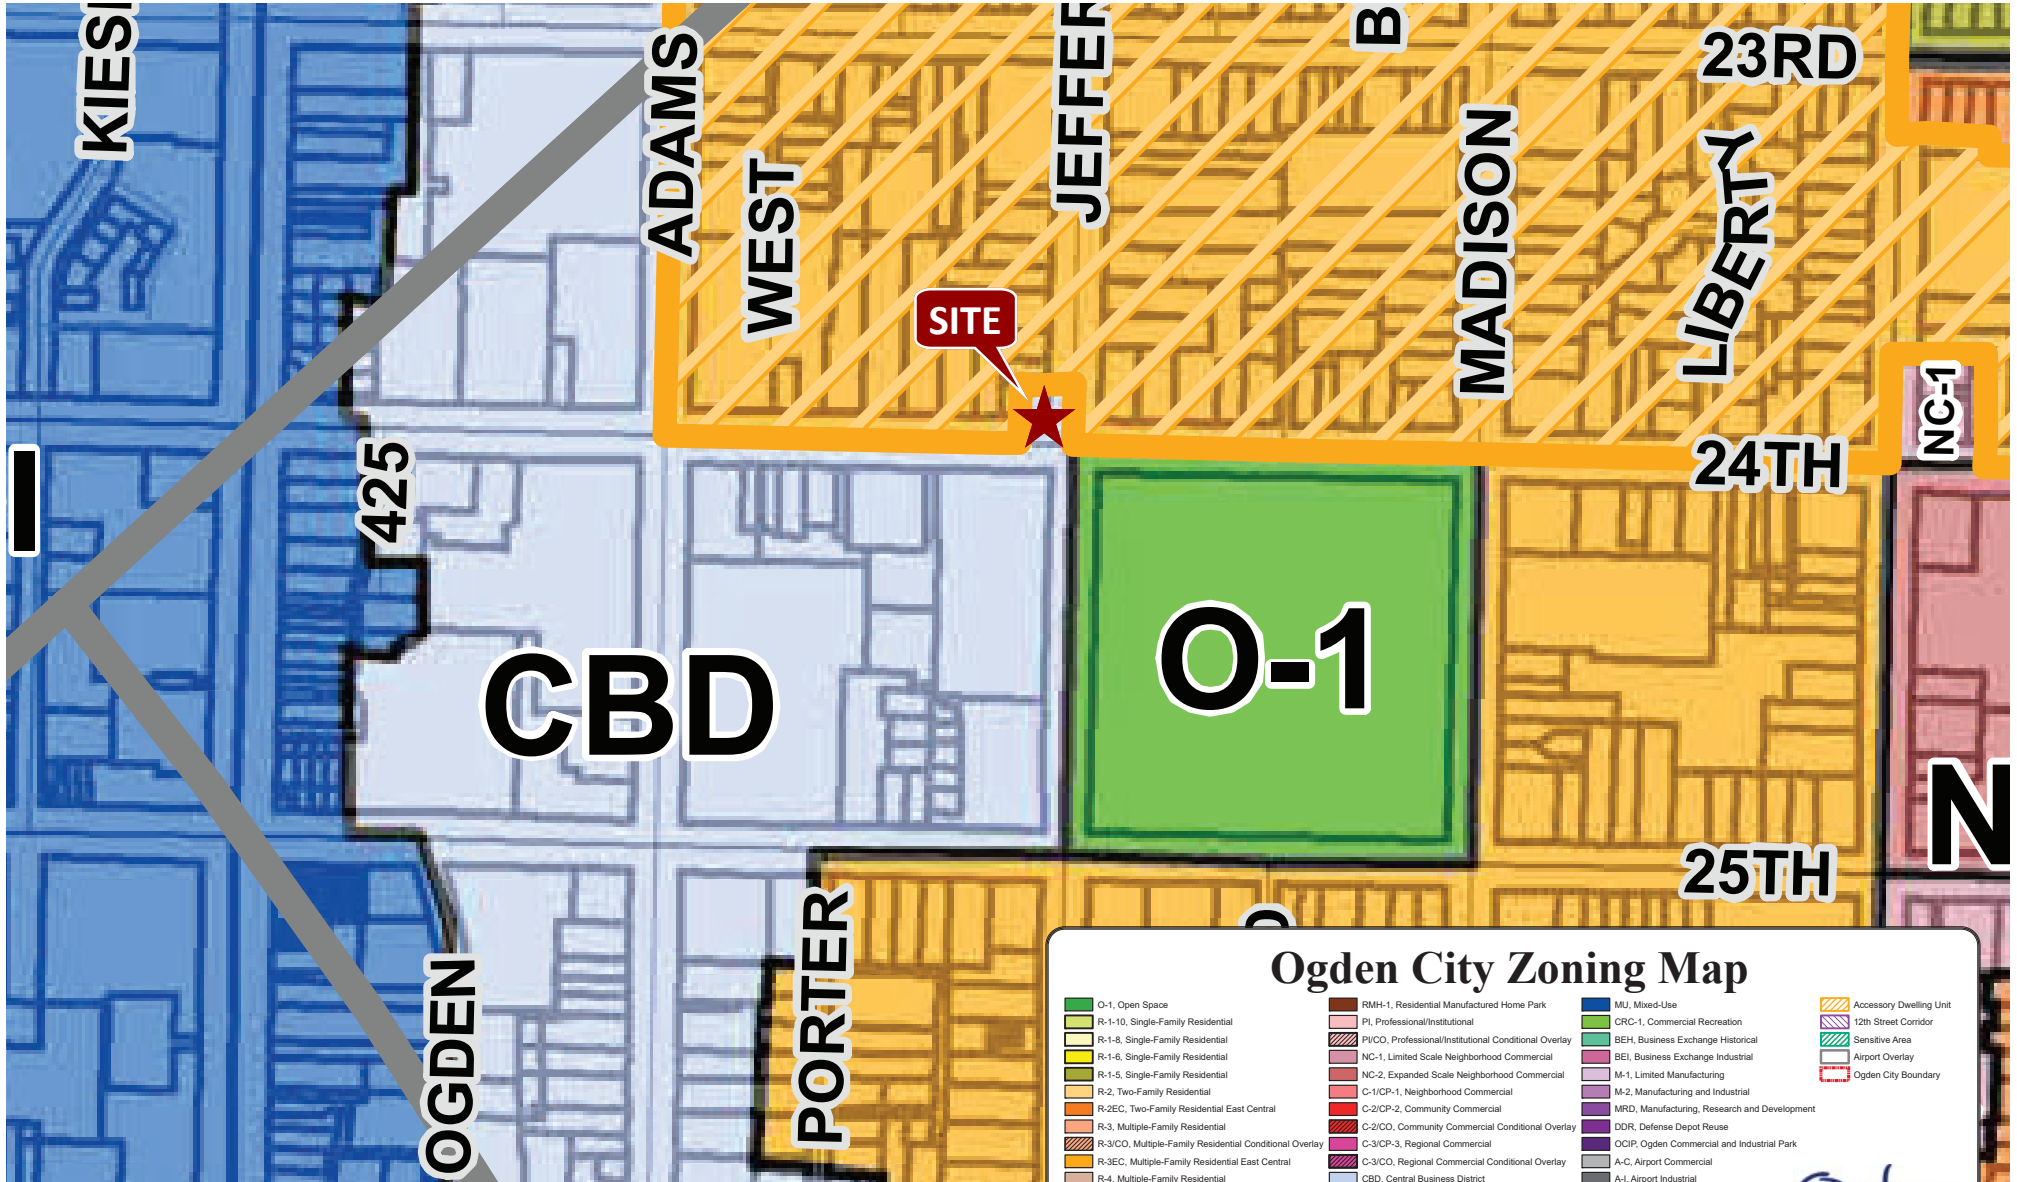 KIES
ADAMS
WEST
JEFFER
B
MADISON
23RD
LIBERTY
SITE
NC-1
24TH
I
425
CBD
O-1
N
25TH
OGDEN
PORTER
Ogden City Zoning Map
O-1, Open Space
R-1-10, Single-Family Residential
R-1-8, Single-Family Residential
R-1-6, Single-Family Residential
R-1-5, Single-Family Residential
R-2, Two-Family Residential
R-2EC, Two-Family Residential East Central
R-3, Multiple-Family Residential
R-3/CO, Multiple-Family Residential Conditional Overlay
R-3EC, Multiple-Family Residential East Central
R-4, Multiple-Family Residential
RMH-1, Residential Manufactured Home Park
PI, Professional/Institutional
PI/CO, Professional/Institutional Conditional Overlay
NC-1, Limited Scale Neighborhood Commercial
NC-2, Expanded Scale Neighborhood Commercial
C-1/CP-1, Neighborhood Commercial
C-2/CP-2, Community Commercial
C-2/CO, Community Commercial Conditional Overlay
C-3/CP-3, Regional Commercial
C-3/CO, Regional Commercial Conditional Overlay
CBD, Central Business District
MU, Mixed-Use
CRC-1, Commercial Recreation
BEH, Business Exchange Historical
BEI, Business Exchange Industrial
M-1, Limited Manufacturing
M-2, Manufacturing and Industrial
MRD, Manufacturing, Research and Development
DDR, Defense Depot Reuse
OCIP, Ogden Commercial and Industrial Park
A-C, Airport Commercial
A-I, Airport Industrial
Accessory Dwelling Unit
12th Street Corridor
Sensitive Area
Airport Overlay
Ogden City Boundary